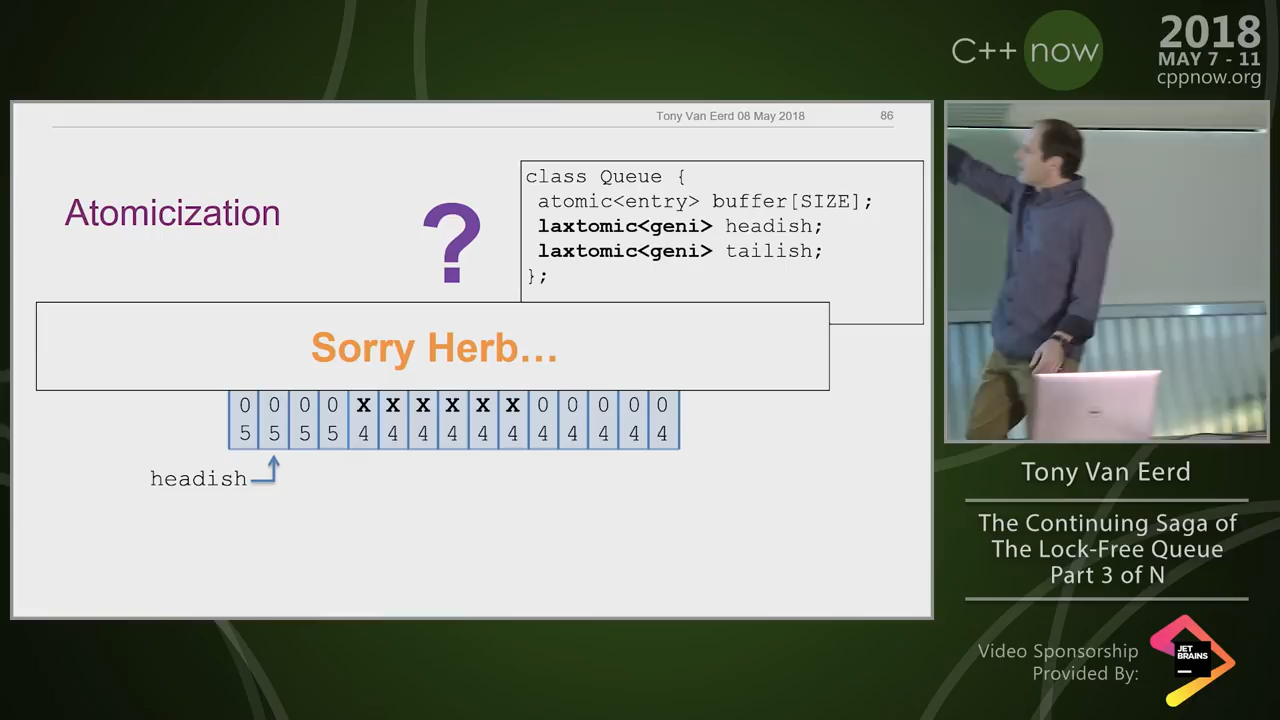 C++ now
2018
MAY 7 - 11
cppnow.org
Tony Van Eerd 08 May 2018 86
Atomicization
?
class Queue {
atomic<entry> buffer[SIZE];
laxtomic<geni> headish;
laxtomic<geni> tailish;
};
Sorry Herb…
0 0 0 0 x x x x x x 0 0 0 0 0
5 5 5 5 4 4 4 4 4 4 4 4 4 4 4
headish
Tony Van Eerd
The Continuing Saga of
The Lock-Free Queue
Part 3 of N
Video Sponsorship
Provided By:
JET
BRAINS